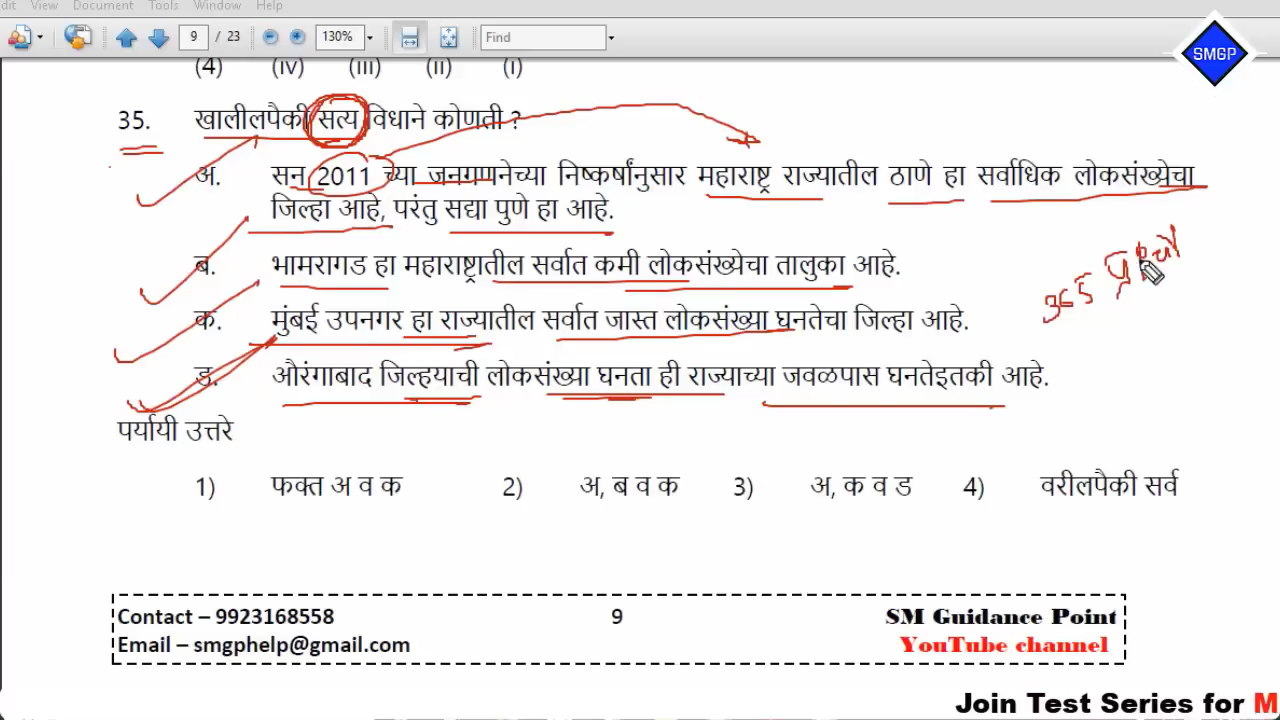 dit View Document Tools Window Help
9 / 23 130% Find
SMGP
(4) (iv) (iii) (ii) (i)
35. खालीलपैकी सत्य विधाने कोणती ?
अ. सन 2011 च्या जनगणनेच्या निष्कर्षांनुसार महाराष्ट्र राज्यातील ठाणे हा सर्वाधिक लोकसंख्येचा
जिल्हा आहे, परंतु सद्या पुणे हा आहे.
ब. भामरागड हा महाराष्ट्रातील सर्वात कमी लोकसंख्येचा तालुका आहे.
365
क. मुंबई उपनगर हा राज्यातील सर्वात जास्त लोकसंख्या घनतेचा जिल्हा आहे.
ड. औरंगाबाद जिल्हयाची लोकसंख्या घनता ही राज्याच्या जवळपास घनतेइतकी आहे.
पर्यायी उत्तरे
1) फक्त अ व क 2) अ, ब व क 3) अ, क व ड 4) वरीलपैकी सर्व
Contact – 9923168558 9 SM Guidance Point
Email – smgphelp@gmail.com YouTube channel
Join Test Series for M